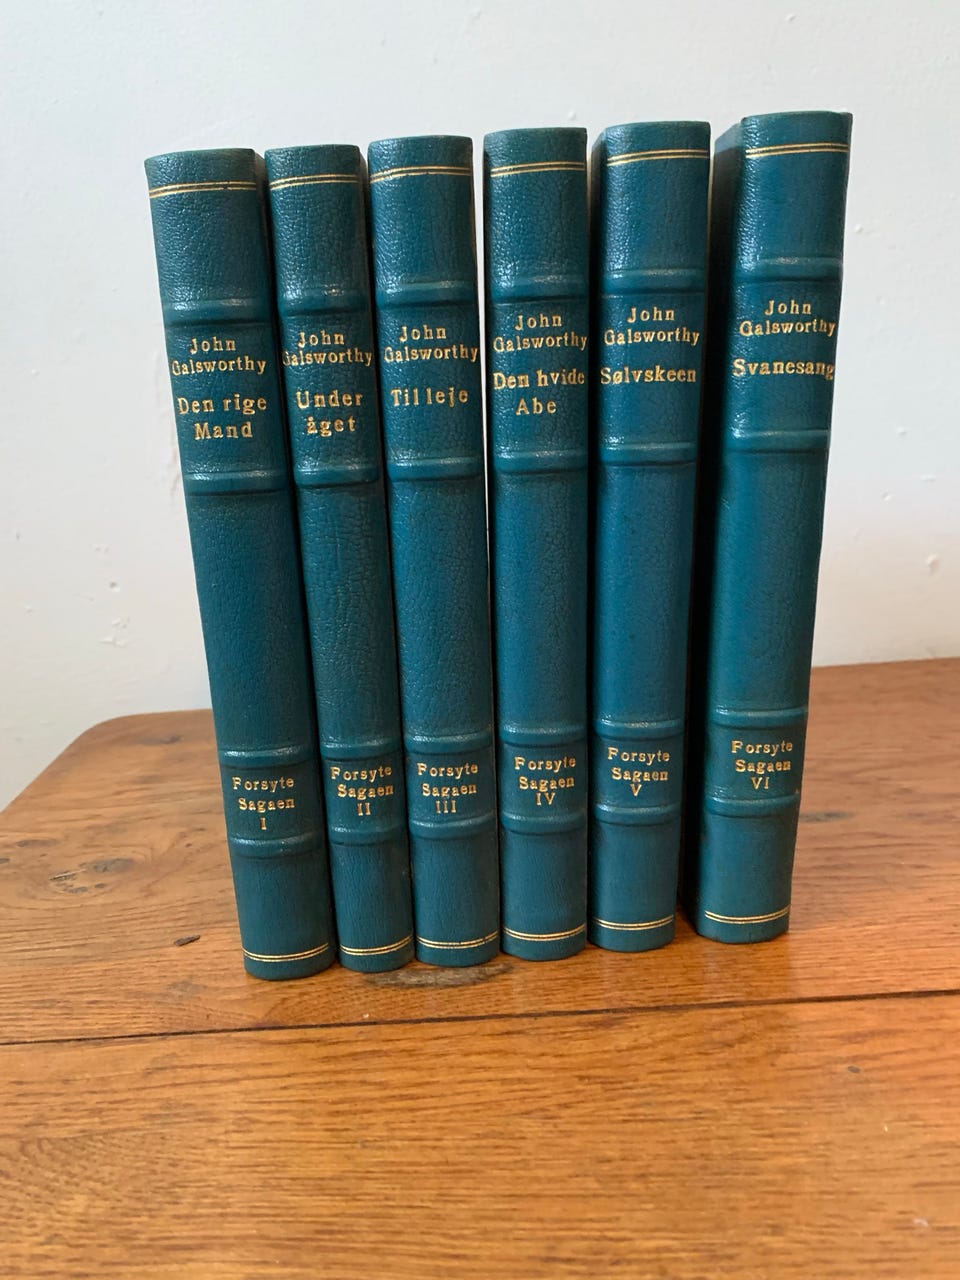 John
Galsworthy
Den rige
Mand
Forsyte
Sagaen
I
John
Galsworthy
Under
åget
Forsyte
Sagaen
II
John
Galsworthy
Til leje
Forsyte
Sagaen
III
John
Galsworthy
Den hvide
Abe
Forsyte
Sagaen
IV
John
Galsworthy
Sølvskeen
Forsyte
Sagaen
V
John
Galsworthy
Svanesang
Forsyte
Sagaen
VI